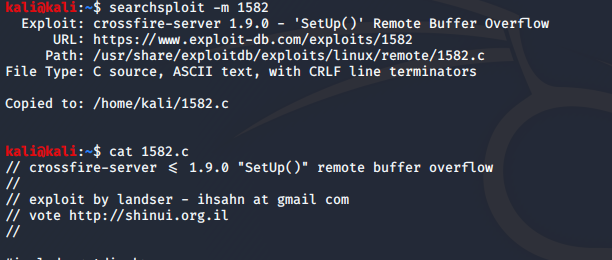 kali@kali:~$ searchsploit -m 1582
Exploit: crossfire-server 1.9.0 - 'SetUp()' Remote Buffer Overflow
URL: https://www.exploit-db.com/exploits/1582
Path: /usr/share/exploitdb/exploits/linux/remote/1582.c
File Type: C source, ASCII text, with CRLF line terminators
Copied to: /home/kali/1582.c
kali@kali:~$ cat 1582.c
// crossfire-server <= 1.9.0 "SetUp()" remote buffer overflow
//
// exploit by landser - ihsahn at gmail com
// vote http://shinui.org.il
//